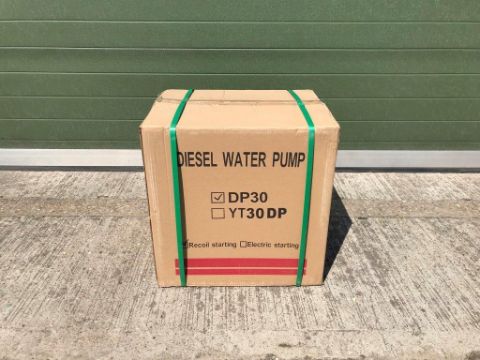 DIESEL WATER PUMP
☑DP30
☐YT30DP
☑Recoil starting ☐Electric starting